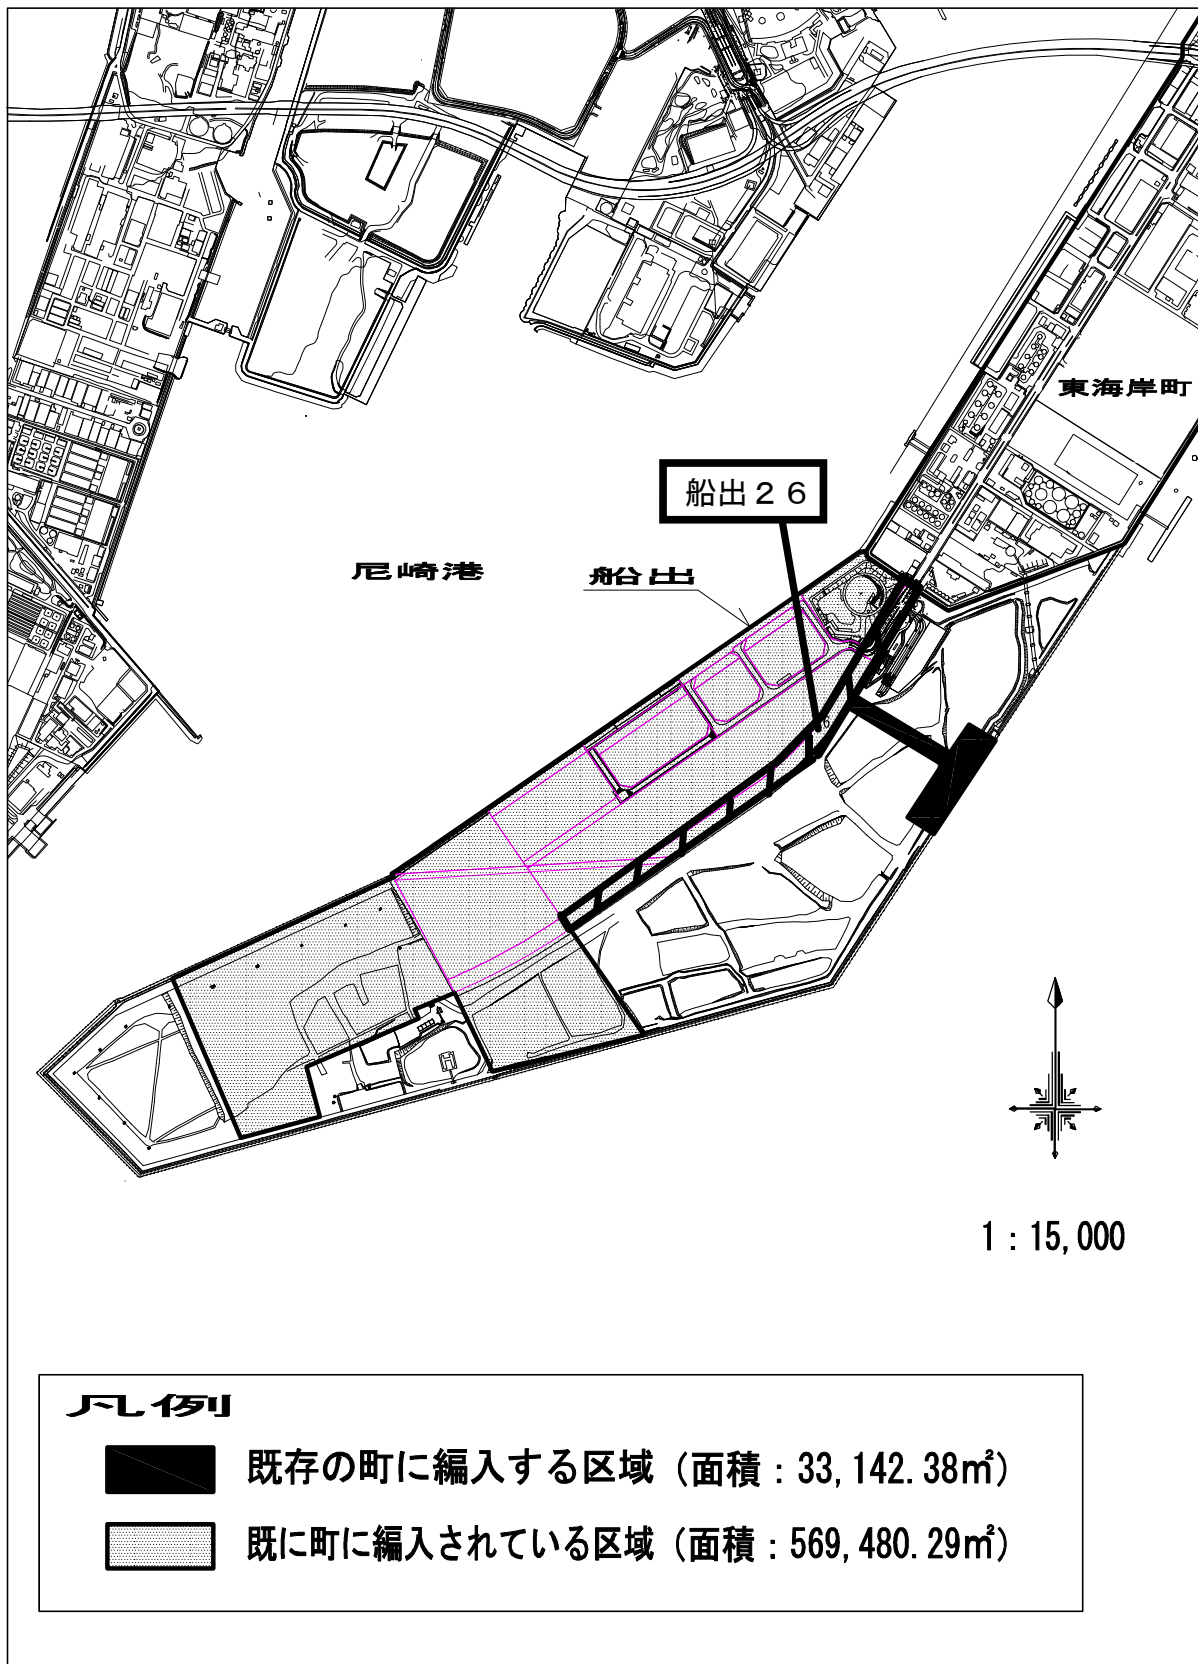 東海岸町
船出２６
尼崎港
船出
1：15,000
凡例
既存の町に編入する区域（面積：33,142.38㎡）
既に町に編入されている区域（面積：569,480.29㎡）